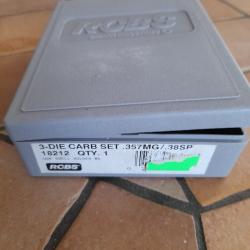 RCBS
3-DIE CARB SET .357MG/.38SP
18212 QTY. 1
RCBS